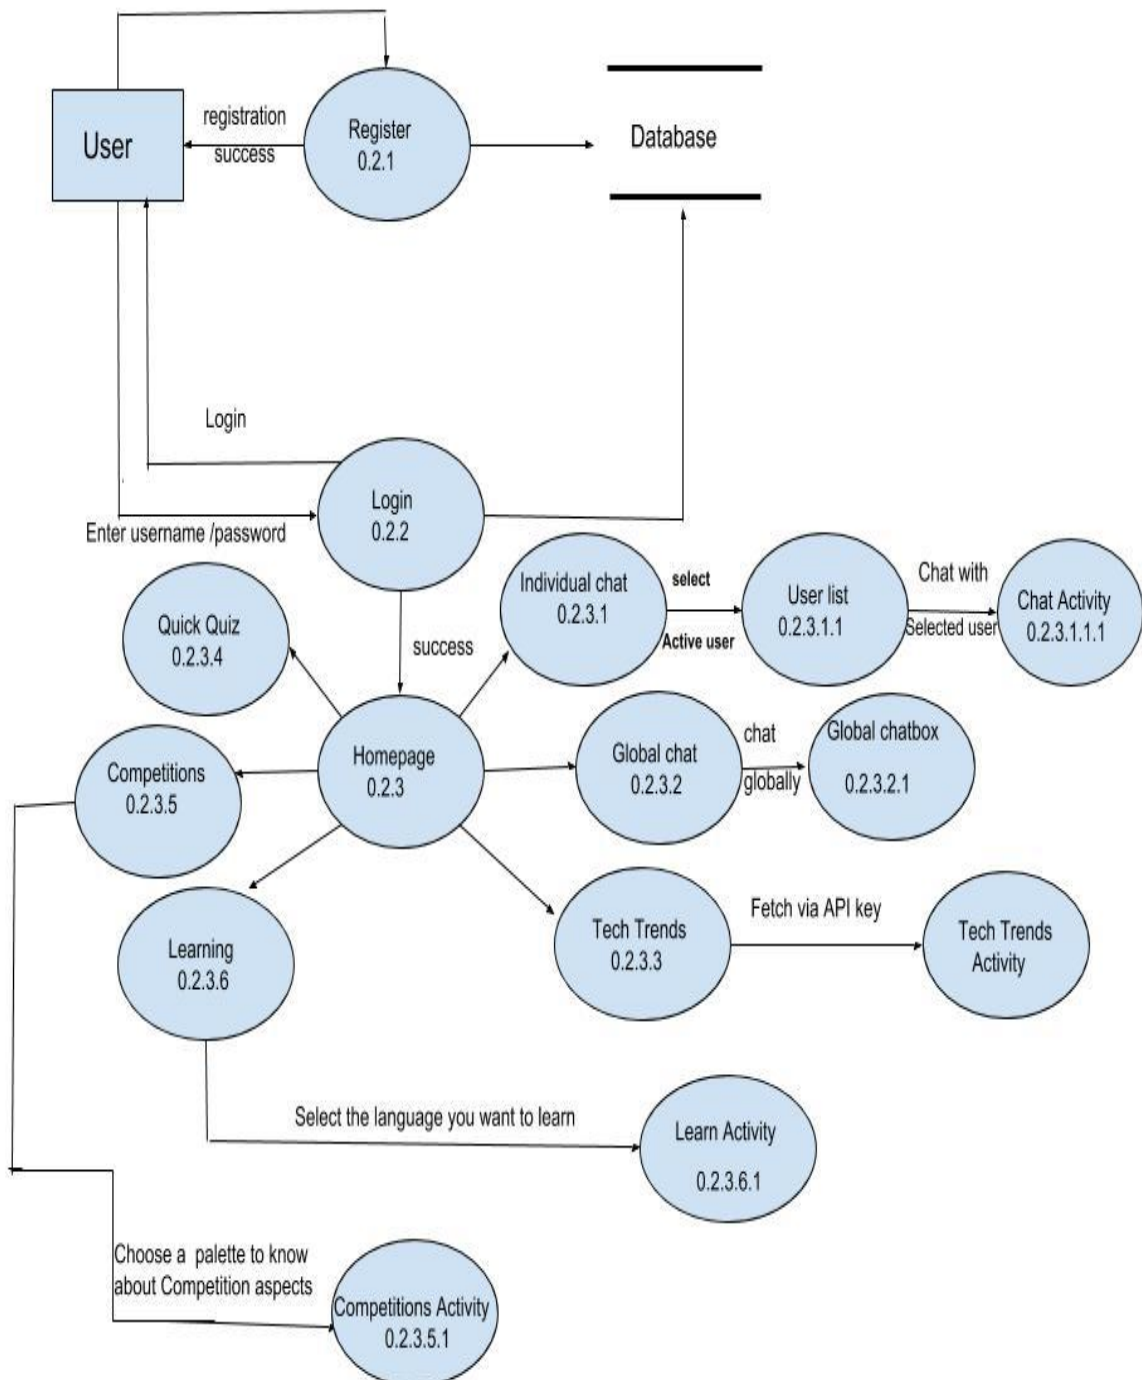 registration
success
User
Register
0.2.1
Database
Login
Enter username /password
Login
0.2.2
success
Quick Quiz
0.2.3.4
Individual chat
0.2.3.1
select
Active user
User list
0.2.3.1.1
Chat with
Selected user
Chat Activity
0.2.3.1.1.1
Competitions
0.2.3.5
Homepage
0.2.3
Global chat
0.2.3.2
chat
globally
Global chatbox
0.2.3.2.1
Learning
0.2.3.6
Tech Trends
0.2.3.3
Fetch via API key
Tech Trends
Activity
Select the language you want to learn
Learn Activity
0.2.3.6.1
Choose a palette to know
about Competition aspects
Competitions Activity
0.2.3.5.1